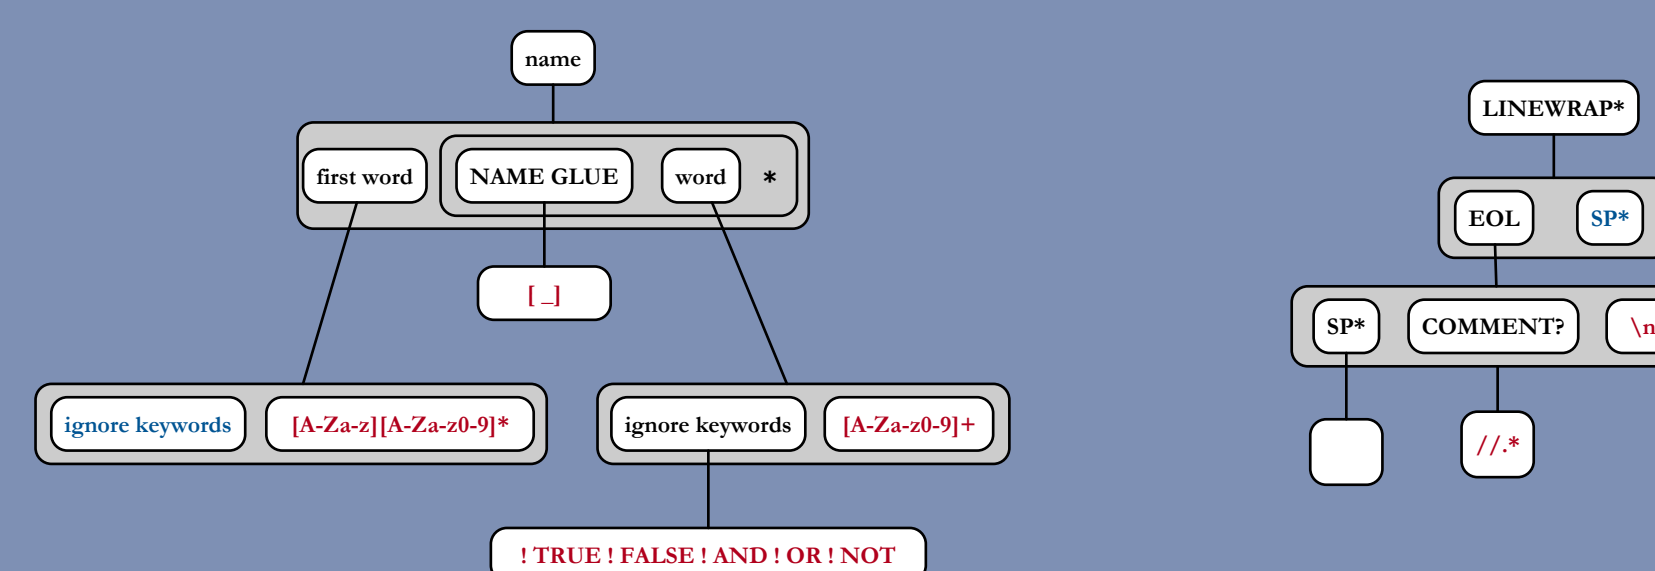 name
LINEWRAP*
first word
NAME GLUE
word
*
EOL
SP*
[ _]
SP*
COMMENT?
\n
ignore keywords
[A-Za-z][A-Za-z0-9]*
ignore keywords
[A-Za-z0-9]+
//.*
! TRUE ! FALSE ! AND ! OR ! NOT